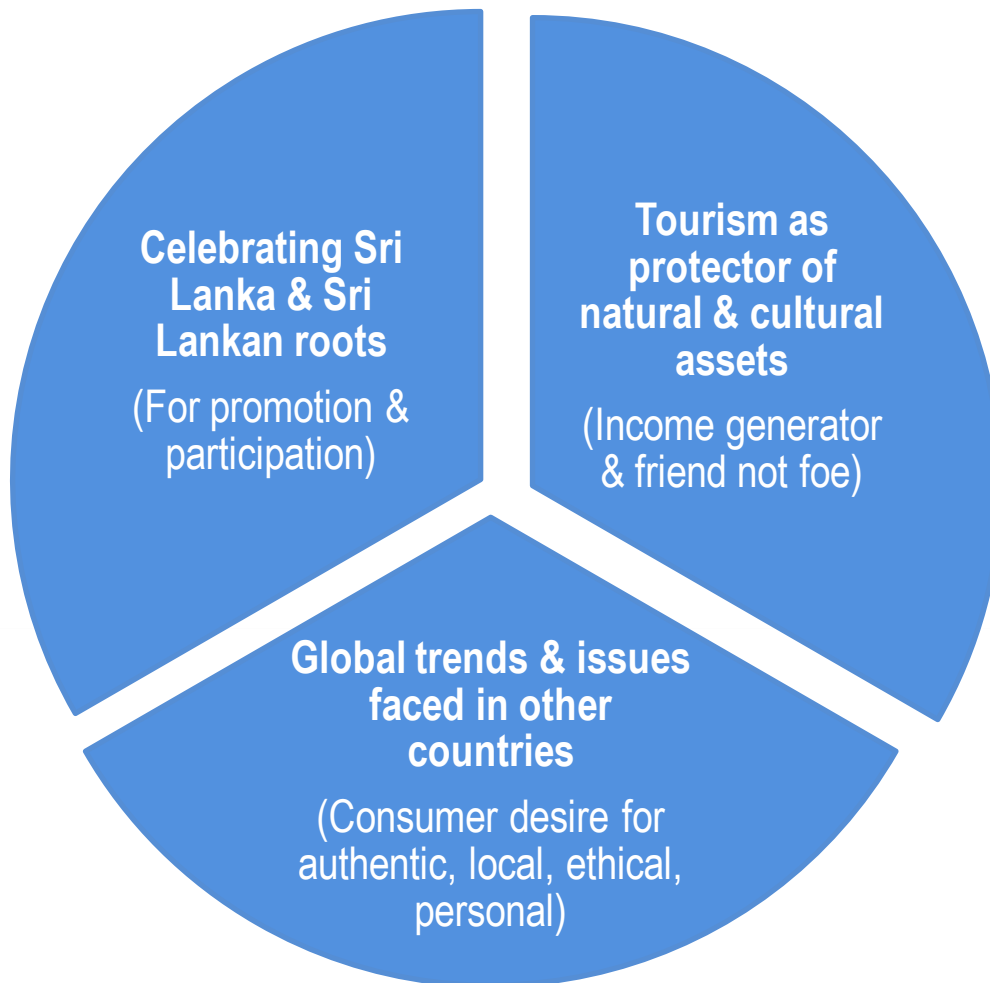 Celebrating Sri
Lanka & Sri
Lankan roots
(For promotion &
participation)
Tourism as
protector of
natural & cultural
assets
(Income generator
& friend not foe)
Global trends & issues
faced in other
countries
(Consumer desire for
authentic, local, ethical,
personal)